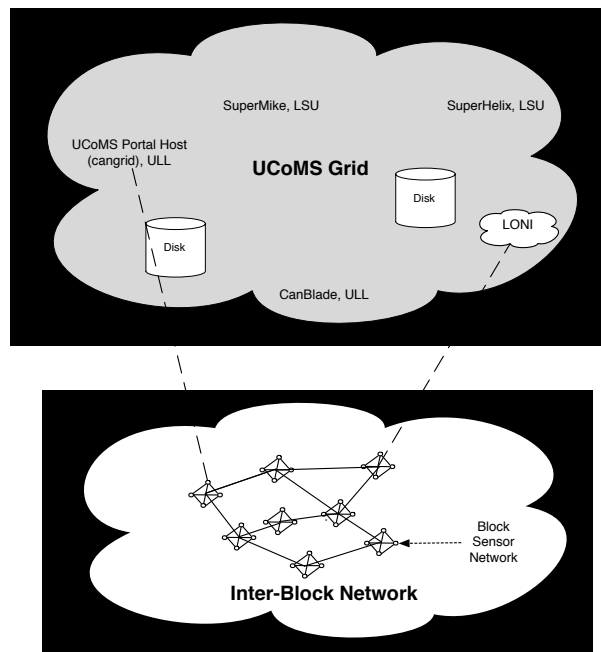 SuperMike, LSU
SuperHelix, LSU
UCoMS Portal Host
(cangrid), ULL
UCoMS Grid
Disk
LONI
Disk
CanBlade, ULL
Block
Sensor
Network
Inter-Block Network